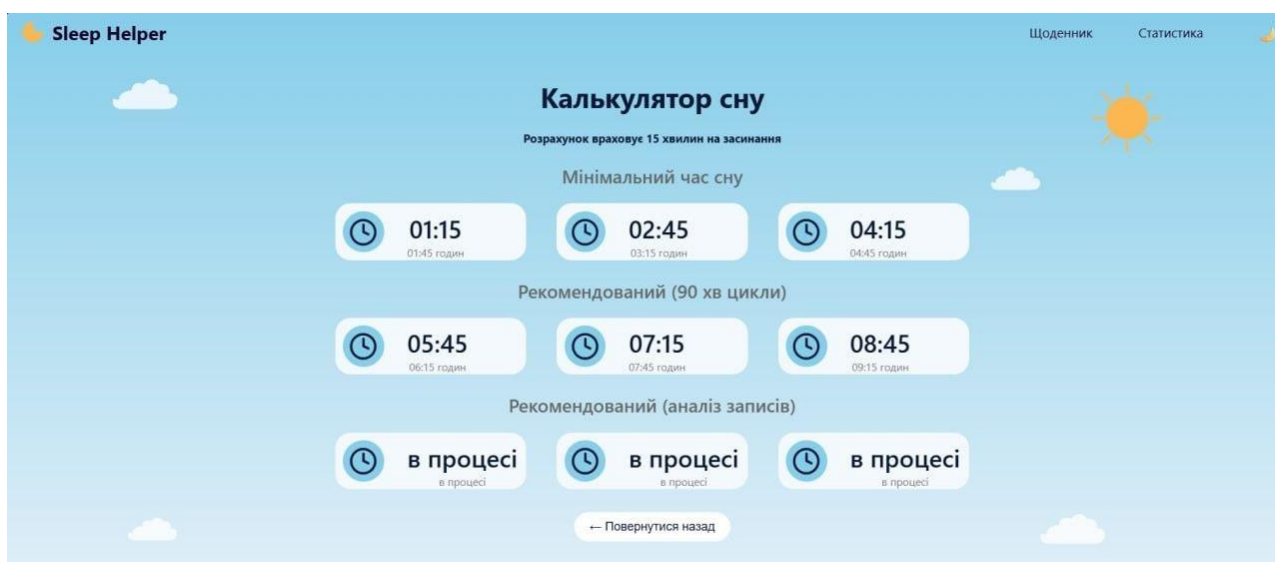 Sleep Helper
Щоденник
Статистика
Калькулятор сну
Розрахунок враховує 15 хвилин на засинання
Мінімальний час сну
01:15
01:45 годин
02:45
03:15 годин
04:15
04:45 годин
Рекомендований (90 хв цикли)
05:45
06:15 годин
07:15
07:45 годин
08:45
09:15 годин
Рекомендований (аналіз записів)
в процесі
в процесі
в процесі
в процесі
в процесі
в процесі
← Повернутися назад